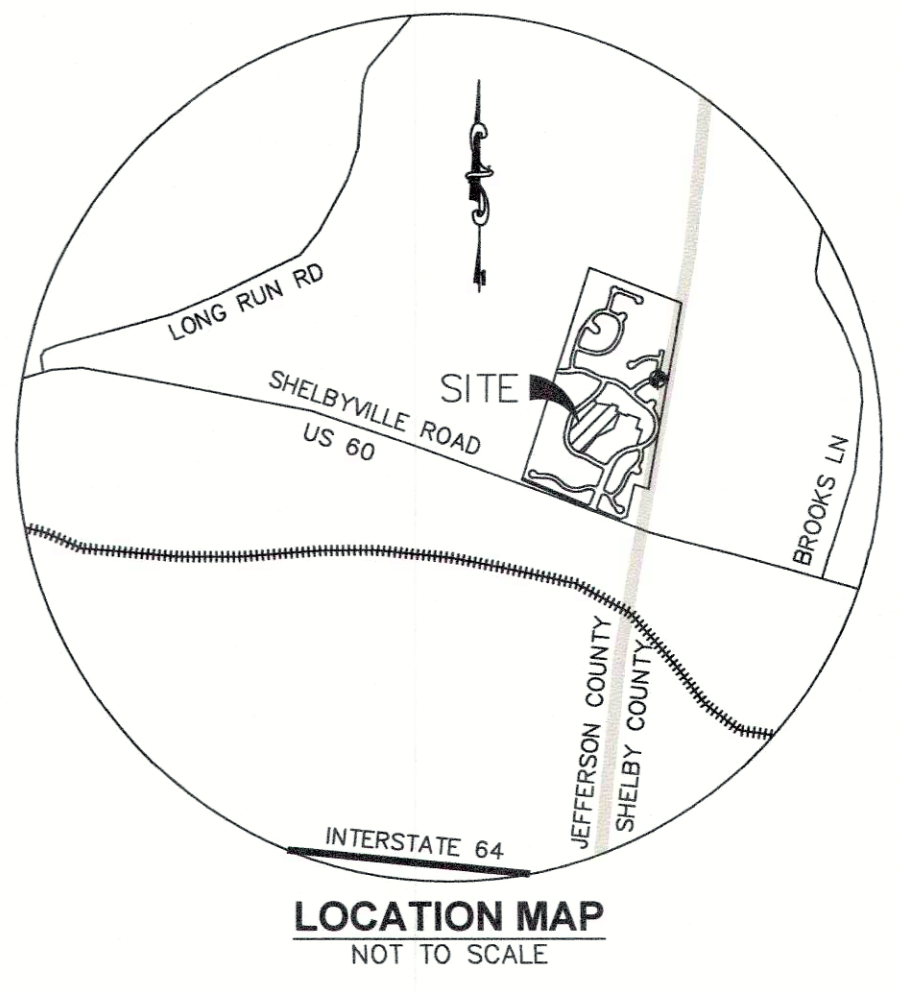 LONG RUN RD
SHELBYVILLE ROAD
US 60
SITE
BROOKS LN
JEFFERSON COUNTY
SHELBY COUNTY
INTERSTATE 64
LOCATION MAP
NOT TO SCALE